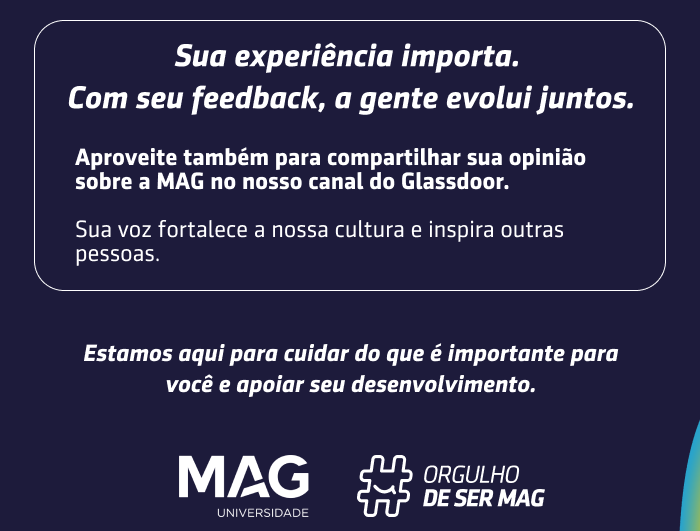 Sua experiência importa.
Com seu feedback, a gente evolui juntos.
Aproveite também para compartilhar sua opinião
sobre a MAG no nosso canal do Glassdoor.
Sua voz fortalece a nossa cultura e inspira outras
pessoas.
Estamos aqui para cuidar do que é importante para
você e apoiar seu desenvolvimento.
MAG
UNIVERSIDADE
ORGULHO
DE SER MAG